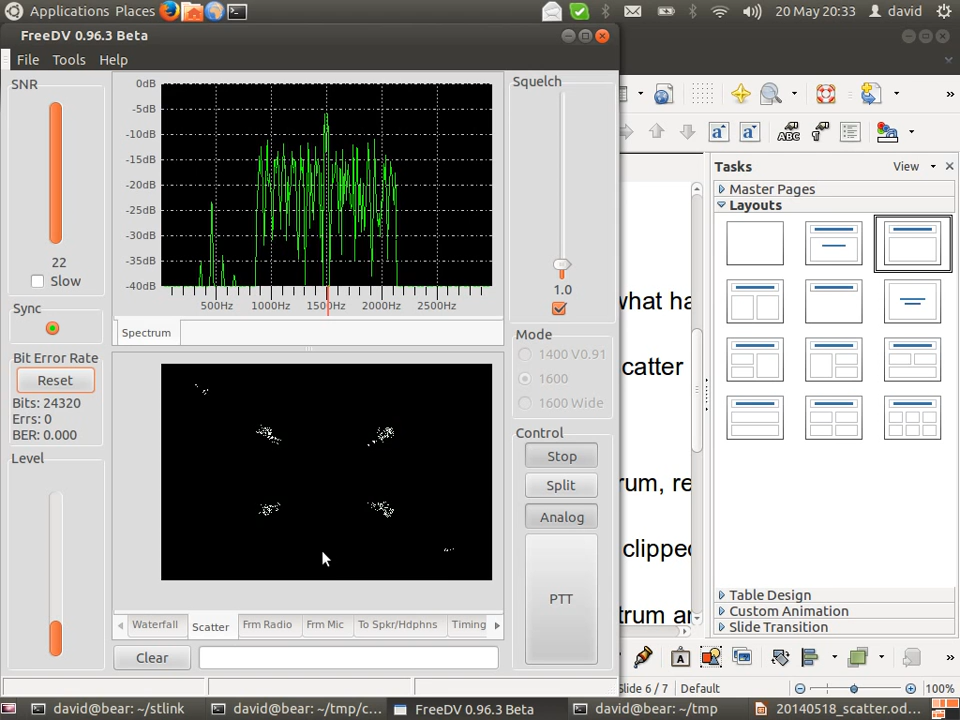 Applications Places 20 May 20:33 david
FreeDV 0.96.3 Beta
File Tools Help
SNR
22
Slow
Sync
Bit Error Rate
Reset
Bits: 24320
Errs: 0
BER: 0.000
Level
0dB
-5dB
-10dB
-15dB
-20dB
-25dB
-30dB
-35dB
-40dB
500Hz 1000Hz 1500Hz 2000Hz 2500Hz
Spectrum
Waterfall Scatter Frm Radio Frm Mic To Spkr/Hdphns Timing
Clear
Squelch
1.0
Mode
1400 V0.91
1600
1600 Wide
Control
Stop
Split
Analog
PTT
a a
ABC
what ha
catter
rum, re
clipped
trum a
Tasks View
Master Pages
Layouts
Table Design
Custom Animation
Slide Transition
A
Slide 6 / 7 Default 100%
david@bear: ~/stlink david@bear: ~/tmp/c... FreeDV 0.96.3 Beta david@bear: ~/tmp 20140518_scatter.od...